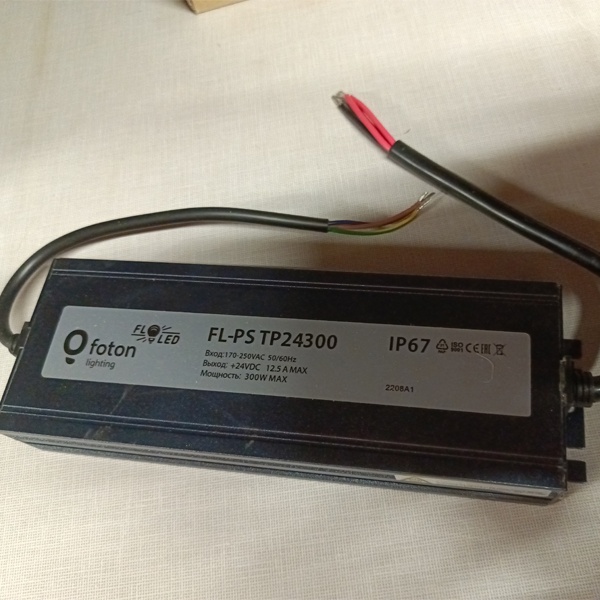 foton
lighting
FL LED
FL-PS TP24300
Вход:170-250VAC 50/60Hz
Выход: +24VDC 12.5 A MAX
Мощность: 300W MAX
IP67
2208A1